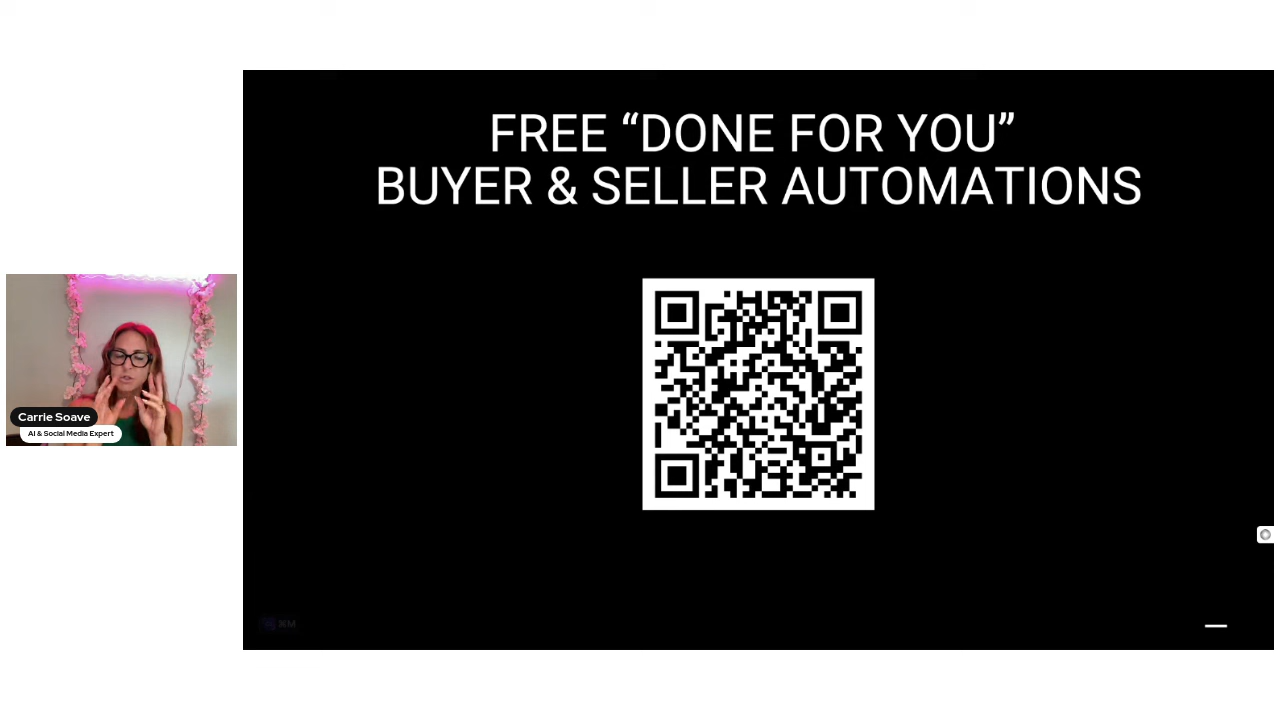 FREE “DONE FOR YOU”
BUYER & SELLER AUTOMATIONS
Carrie Soave
AI & Social Media Expert